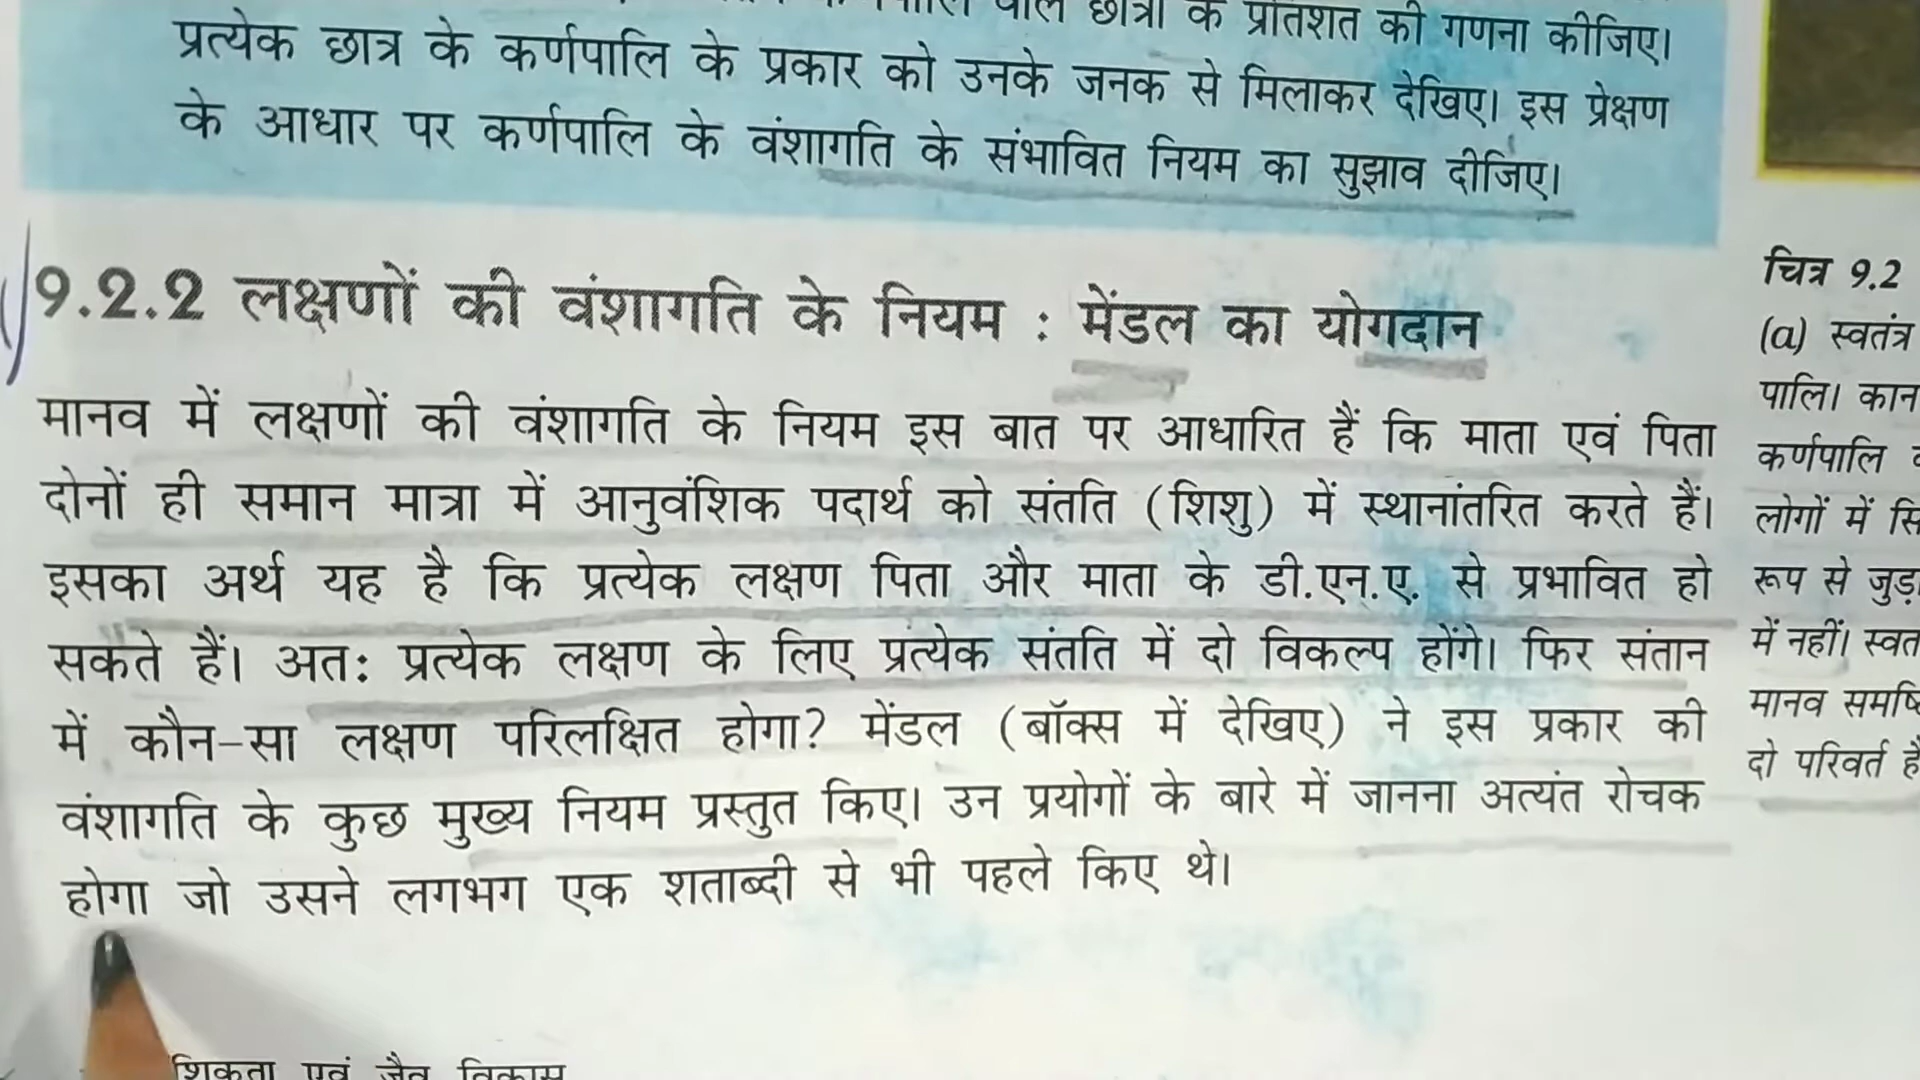 छात्रों के प्रतिशत की गणना कीजिए।
प्रत्येक छात्र के कर्णपालि के प्रकार को उनके जनक से मिलाकर देखिए। इस प्रेक्षण
के आधार पर कर्णपालि के वंशागति के संभावित नियम का सुझाव दीजिए।
9.2.2 लक्षणों की वंशागति के नियम : मेंडल का योगदान
मानव में लक्षणों की वंशागति के नियम इस बात पर आधारित हैं कि माता एवं पिता
दोनों ही समान मात्रा में आनुवंशिक पदार्थ को संतति (शिशु) में स्थानांतरित करते हैं।
इसका अर्थ यह है कि प्रत्येक लक्षण पिता और माता के डी.एन.ए. से प्रभावित हो
सकते हैं। अतः प्रत्येक लक्षण के लिए प्रत्येक संतति में दो विकल्प होंगे। फिर संतान
में कौन-सा लक्षण परिलक्षित होगा? मेंडल (बॉक्स में देखिए) ने इस प्रकार की
वंशागति के कुछ मुख्य नियम प्रस्तुत किए। उन प्रयोगों के बारे में जानना अत्यंत रोचक
होगा जो उसने लगभग एक शताब्दी से भी पहले किए थे।
चित्र 9.2
(a) स्वतंत्र
पालि। कान
कर्णपालि
लोगों में
रूप से
में नहीं।
मानव
दो परिवर्त
एवं जैव विकास